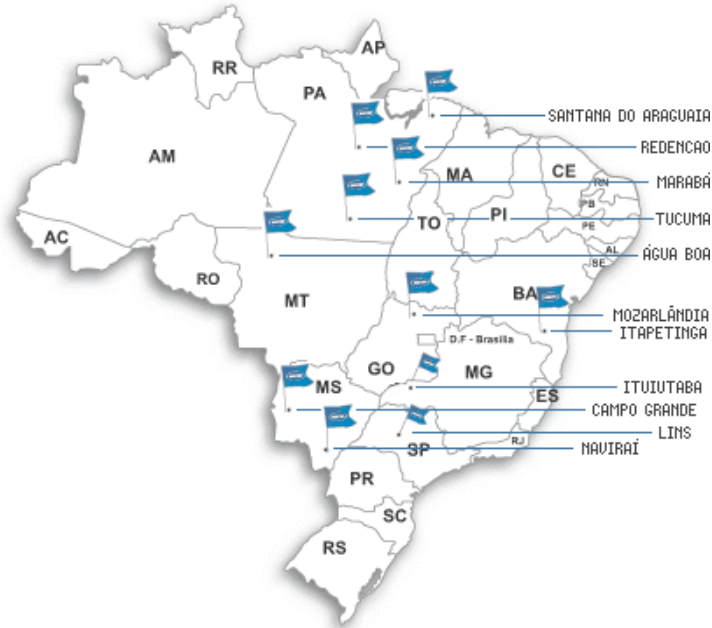 AP
RR
PA
SANTANA DO ARAGUAIA
REDENCAO
AM
MA
CE
MARABÁ
RN
PB
TUCUMA
PI
TO
PE
AC
AL
ÁGUA BOA
SE
RO
BA
MT
MOZARLÂNDIA
ITAPETINGA
D.F - Brasília
GO
MG
MS
ITUIUTABA
ES
CAMPO GRANDE
LINS
RJ
SP
NAVIRAÍ
PR
SC
RS